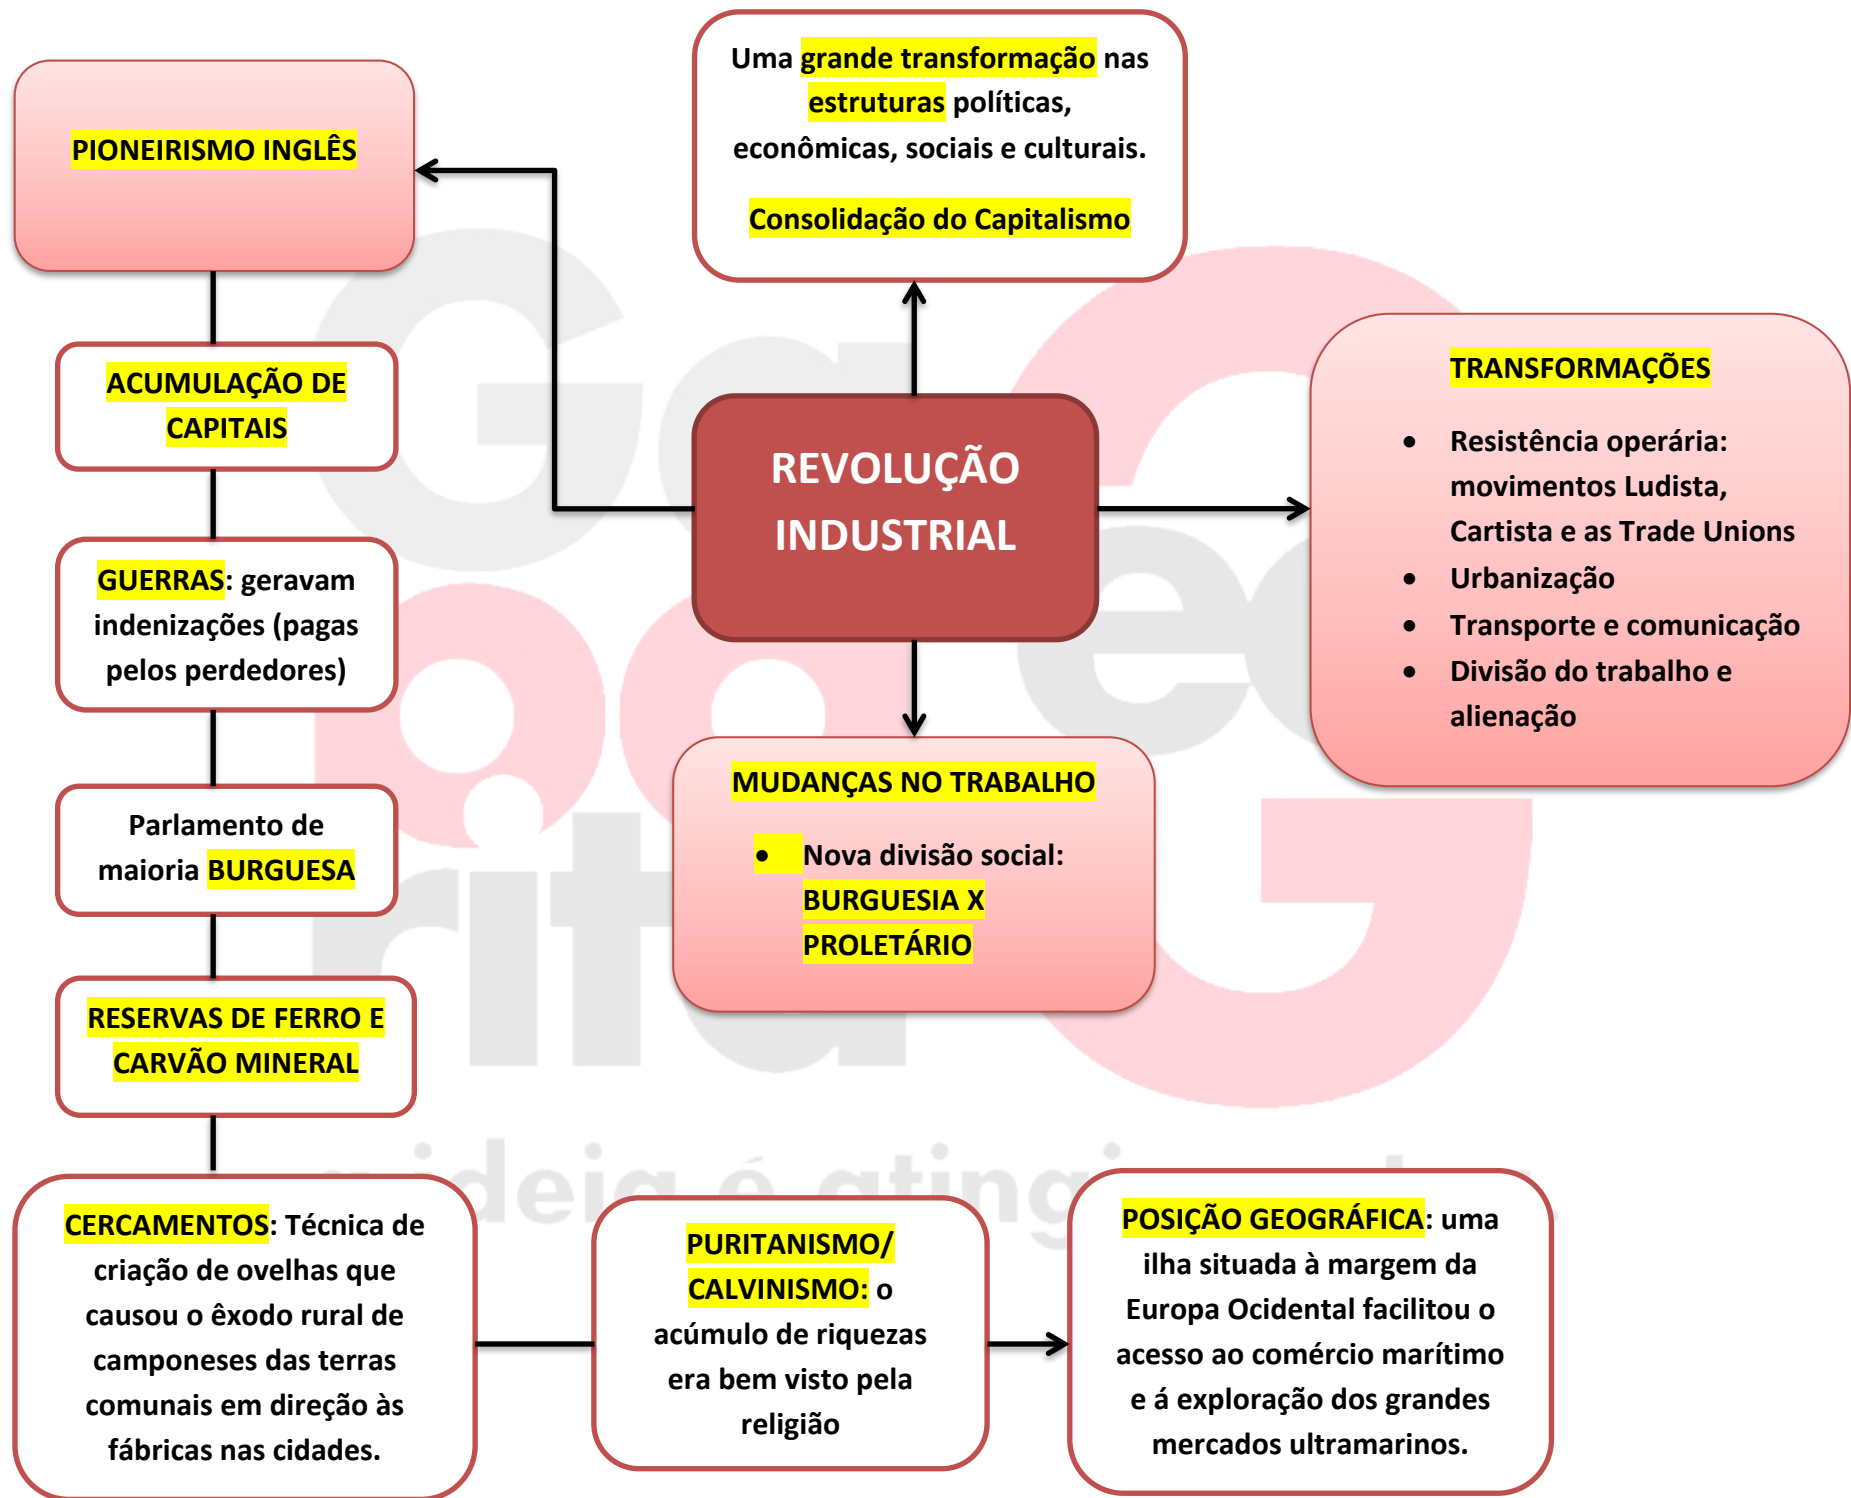 Uma grande transformação nas
estruturas políticas,
econômicas, sociais e culturais.
Consolidação do Capitalismo
PIONEIRISMO INGLÊS
ACUMULAÇÃO DE
CAPITAIS
GUERRAS: geravam
indenizações (pagas
pelos perdedores)
Parlamento de
maioria BURGUESA
RESERVAS DE FERRO E
CARVÃO MINERAL
REVOLUÇÃO
INDUSTRIAL
TRANSFORMAÇÕES
• Resistência operária:
movimentos Ludista,
Cartista e as Trade Unions
• Urbanização
• Transporte e comunicação
• Divisão do trabalho e
alienação
MUDANÇAS NO TRABALHO
• Nova divisão social:
BURGUESIA X
PROLETÁRIO
CERCAMENTOS: Técnica de
criação de ovelhas que
causou o êxodo rural de
camponeses das terras
comunais em direção às
fábricas nas cidades.
PURITANISMO/
CALVINISMO: o
acúmulo de riquezas
era bem visto pela
religião
POSIÇÃO GEOGRÁFICA: uma
ilha situada à margem da
Europa Ocidental facilitou o
acesso ao comércio marítimo
e á exploração dos grandes
mercados ultramarinos.
ideia é